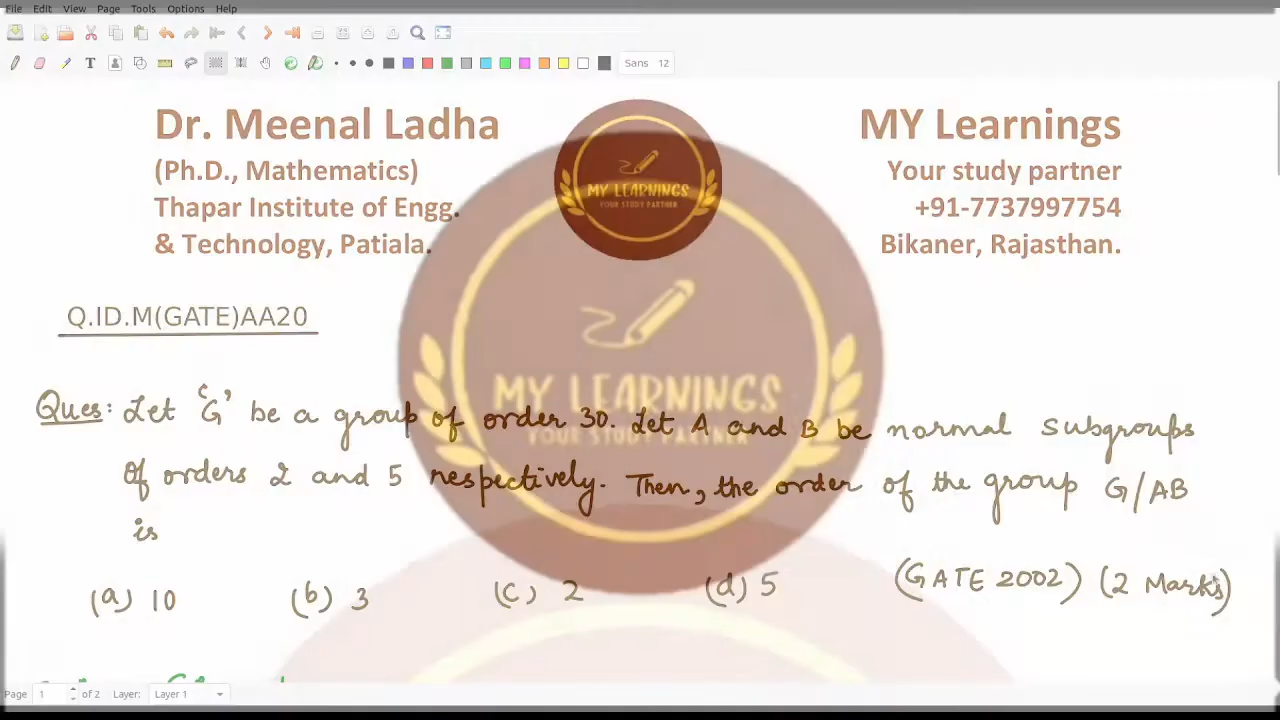 File Edit View Page Tools Options Help
Sans 12
Dr. Meenal Ladha
MY Learnings
(Ph.D., Mathematics)
Your study partner
Thapar Institute of Engg.
+91-7737997754
& Technology, Patiala.
Bikaner, Rajasthan.
MY LEARNINGS
YOUR STUDY PARTNER
Q.ID.M(GATE)AA20
MY LEARNINGS
YOUR STUDY PARTNER
Ques: Let 'G' be a group of order 30. Let A and B be normal subgroups
of orders 2 and 5 respectively. Then, the order of the group G/AB
is
(a) 10 (b) 3 (c) 2 (d) 5 (GATE 2002) (2 Marks)
Page 1 of 2 Layer: Layer 1